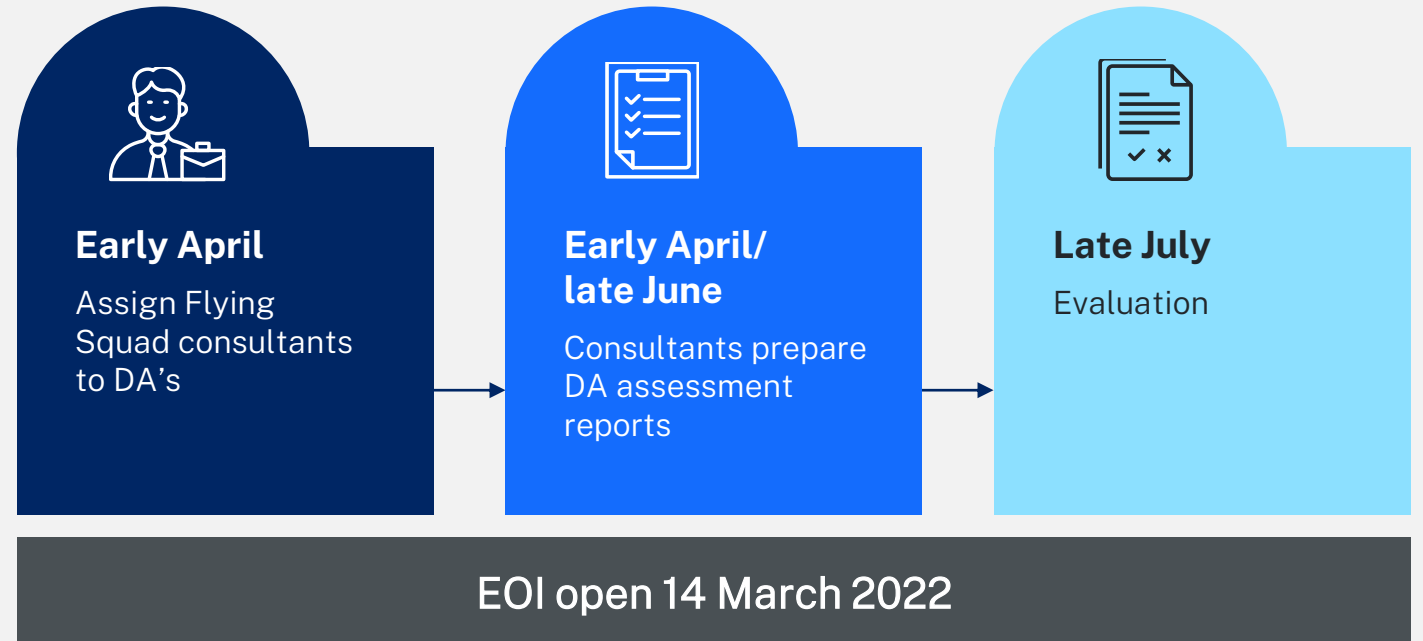 Early April
Assign Flying
Squad consultants
to DA’s
Early April/
late June
Consultants prepare
DA assessment
reports
Late July
Evaluation
EOI open 14 March 2022